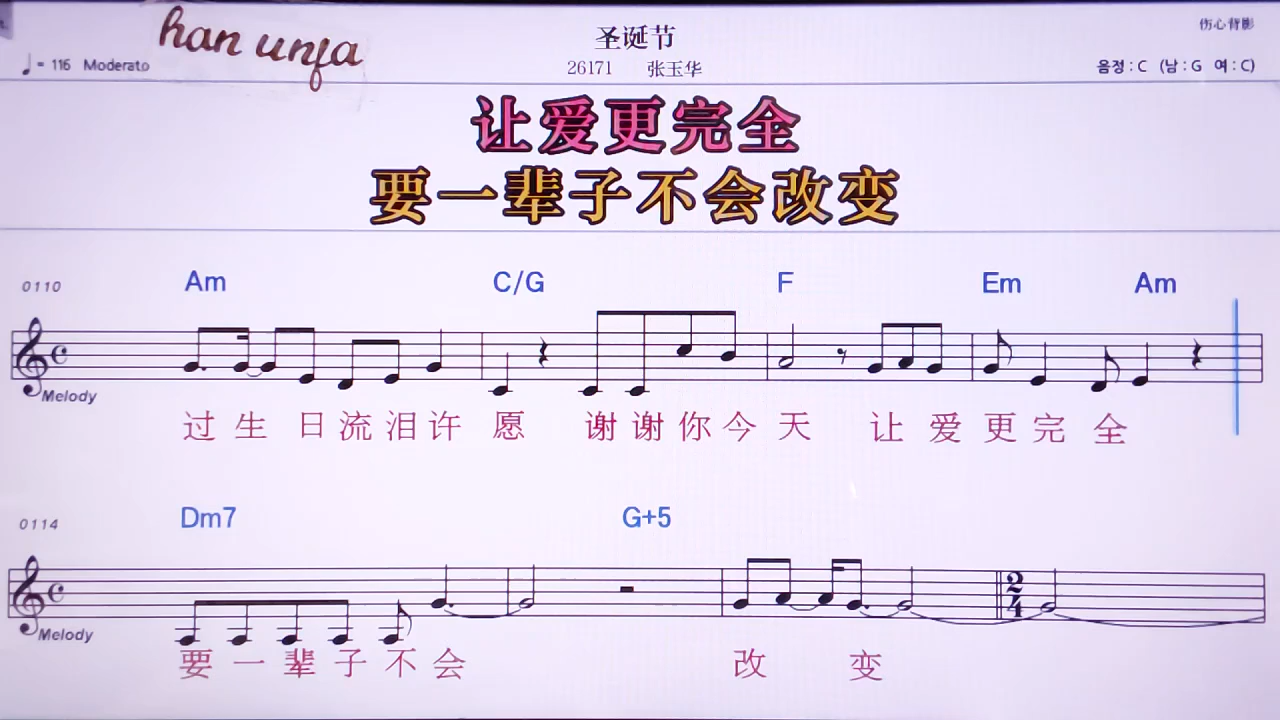 han unfa
圣诞节
伤心背影
♩= 116 Moderato
26171 张玉华
음정 : C (남 : G 여 : C)
让爱更完全
要一辈子不会改变
0110 Am C/G F Em Am
Melody
过生日流泪许愿 谢谢你今天 让爱更完全
0114 Dm7 G+5
2
4
Melody
要一辈子不会 改 变